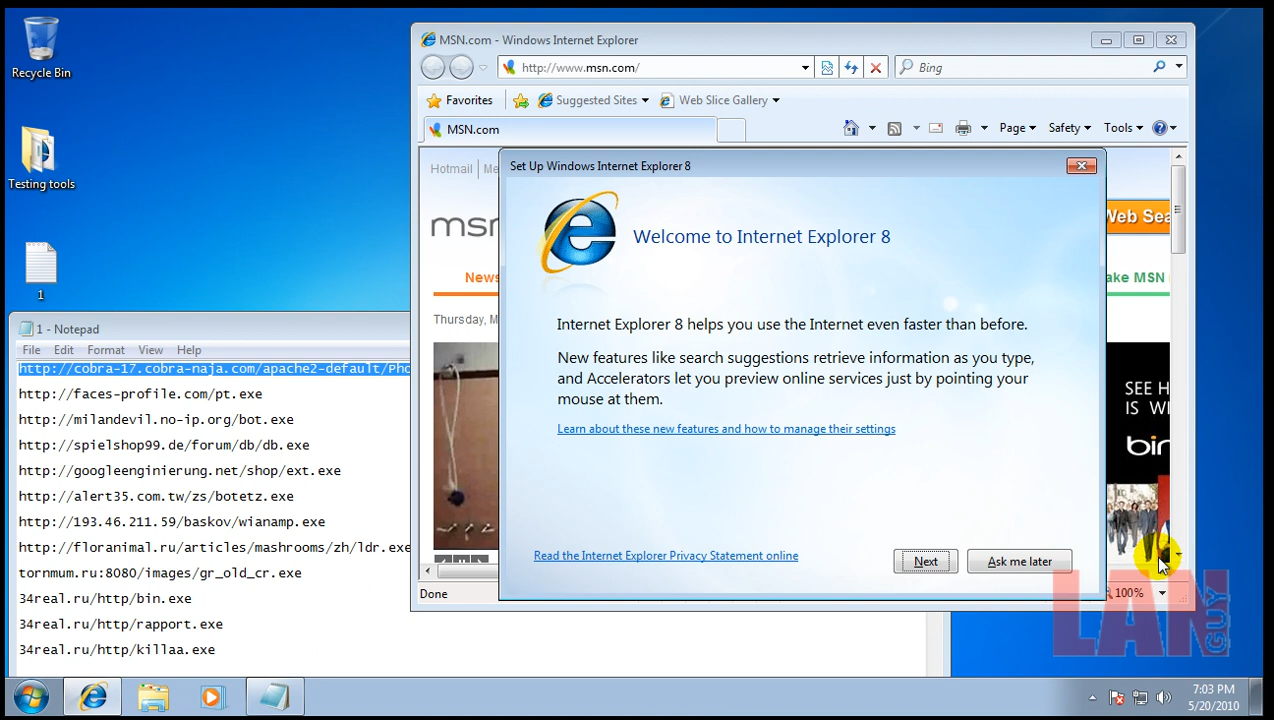 Recycle Bin
Testing tools
1
MSN.com - Windows Internet Explorer
http://www.msn.com/
Bing
Favorites
Suggested Sites
Web Slice Gallery
MSN.com
Page
Safety
Tools
Hotmail
msn
News
Thursday,
Web Sea
ake MSN
SEE H
IS W
bin
Done
100%
Set Up Windows Internet Explorer 8
Welcome to Internet Explorer 8
Internet Explorer 8 helps you use the Internet even faster than before.
New features like search suggestions retrieve information as you type,
and Accelerators let you preview online services just by pointing your
mouse at them.
Learn about these new features and how to manage their settings
Read the Internet Explorer Privacy Statement online
Next
Ask me later
1 - Notepad
File Edit Format View Help
http://cobra-17.cobra-naja.com/apache2-default/Pho
http://faces-profile.com/pt.exe
http://milandevil.no-ip.org/bot.exe
http://spielshop99.de/forum/db/db.exe
http://googleenginierung.net/shop/ext.exe
http://alert35.com.tw/zs/botetz.exe
http://193.46.211.59/baskov/wianamp.exe
http://floranimal.ru/articles/mashrooms/zh/ldr.exe
tornmum.ru:8080/images/gr_old_cr.exe
34real.ru/http/bin.exe
34real.ru/http/rapport.exe
34real.ru/http/killaa.exe
LAN
GUY
7:03 PM
5/20/2010